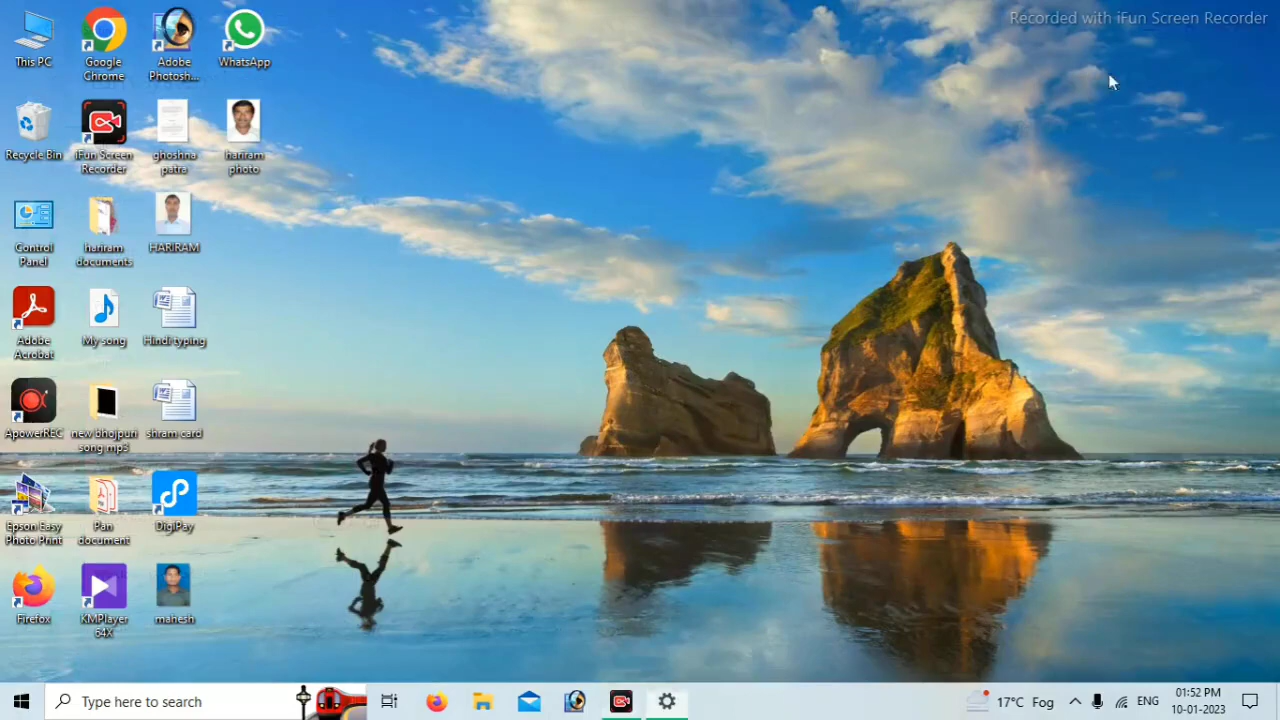 Recorded with iFun Screen Recorder
This PC
Google
Chrome
Adobe
Photosh...
WhatsApp
Recycle Bin
iFun Screen
Recorder
ghoshna
patra
hariram
photo
Control
Panel
hariram
documents
HARIRAM
Adobe
Acrobat
My song
Hindi typing
ApowerREC
new bhojpuri
song mp3
shram card
Epson Easy
Photo Print
Pan
document
DigiPay
Firefox
KMPlayer
64X
manesh
Type here to search
17°C Fog
ENG
01:52 PM
10-01-2023